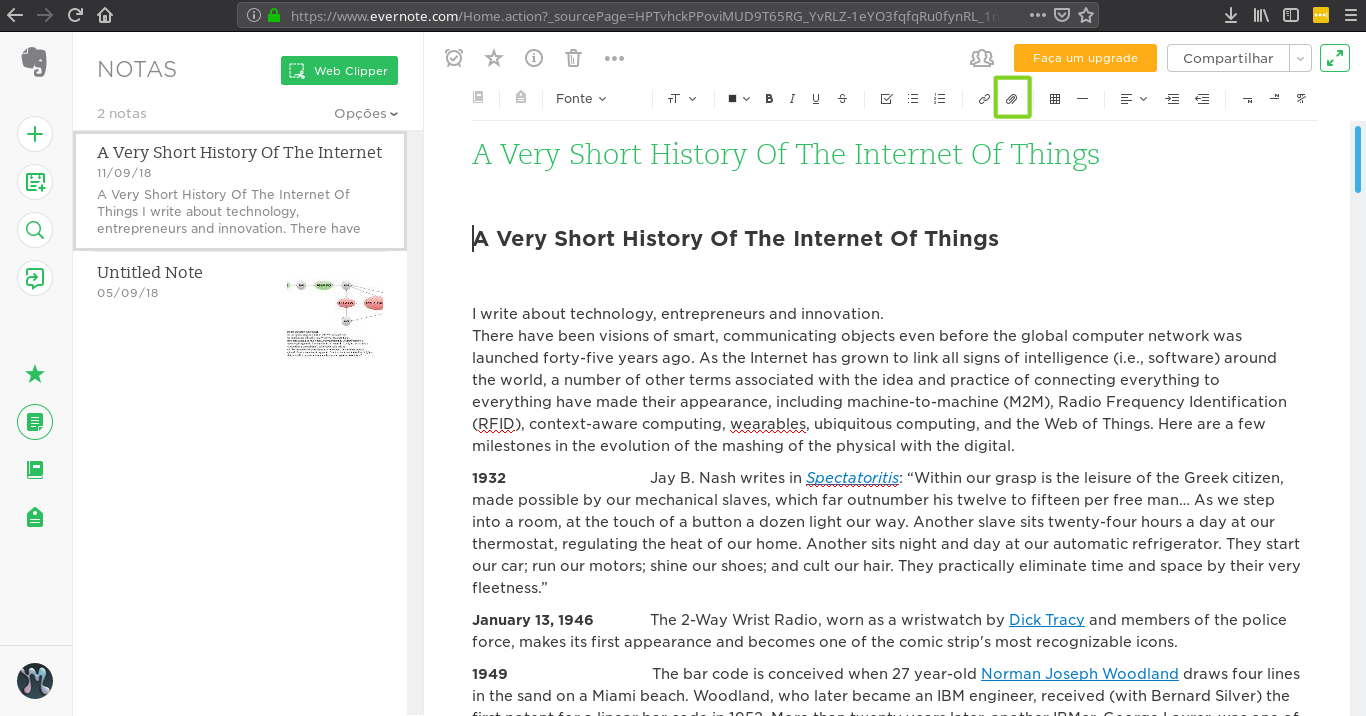 https://www.evernote.com/Home.action?_sourcePage=HPTvhckPPoviMUD9T65RG_YvRLZ-1eYO3fqfqRu0fynRL_1n
NOTAS
Web Clipper
2 notas
Opções
A Very Short History Of The Internet
11/09/18
A Very Short History Of The Internet Of
Things I write about technology,
entrepreneurs and innovation. There have
Untitled Note
05/09/18
Faça um upgrade
Compartilhar
Fonte
A Very Short History Of The Internet Of Things
A Very Short History Of The Internet Of Things
I write about technology, entrepreneurs and innovation.
There have been visions of smart, communicating objects even before the global computer network was
launched forty-five years ago. As the Internet has grown to link all signs of intelligence (i.e., software) around
the world, a number of other terms associated with the idea and practice of connecting everything to
everything have made their appearance, including machine-to-machine (M2M), Radio Frequency Identification
(RFID), context-aware computing, wearables, ubiquitous computing, and the Web of Things. Here are a few
milestones in the evolution of the mashing of the physical with the digital.
1932 Jay B. Nash writes in Spectatoritis: “Within our grasp is the leisure of the Greek citizen,
made possible by our mechanical slaves, which far outnumber his twelve to fifteen per free man… As we step
into a room, at the touch of a button a dozen light our way. Another slave sits twenty-four hours a day at our
thermostat, regulating the heat of our home. Another sits night and day at our automatic refrigerator. They start
our car; run our motors; shine our shoes; and cult our hair. They practically eliminate time and space by their very
fleetness.”
January 13, 1946 The 2-Way Wrist Radio, worn as a wristwatch by Dick Tracy and members of the police
force, makes its first appearance and becomes one of the comic strip's most recognizable icons.
1949 The bar code is conceived when 27 year-old Norman Joseph Woodland draws four lines
in the sand on a Miami beach. Woodland, who later became an IBM engineer, received (with Bernard Silver) the